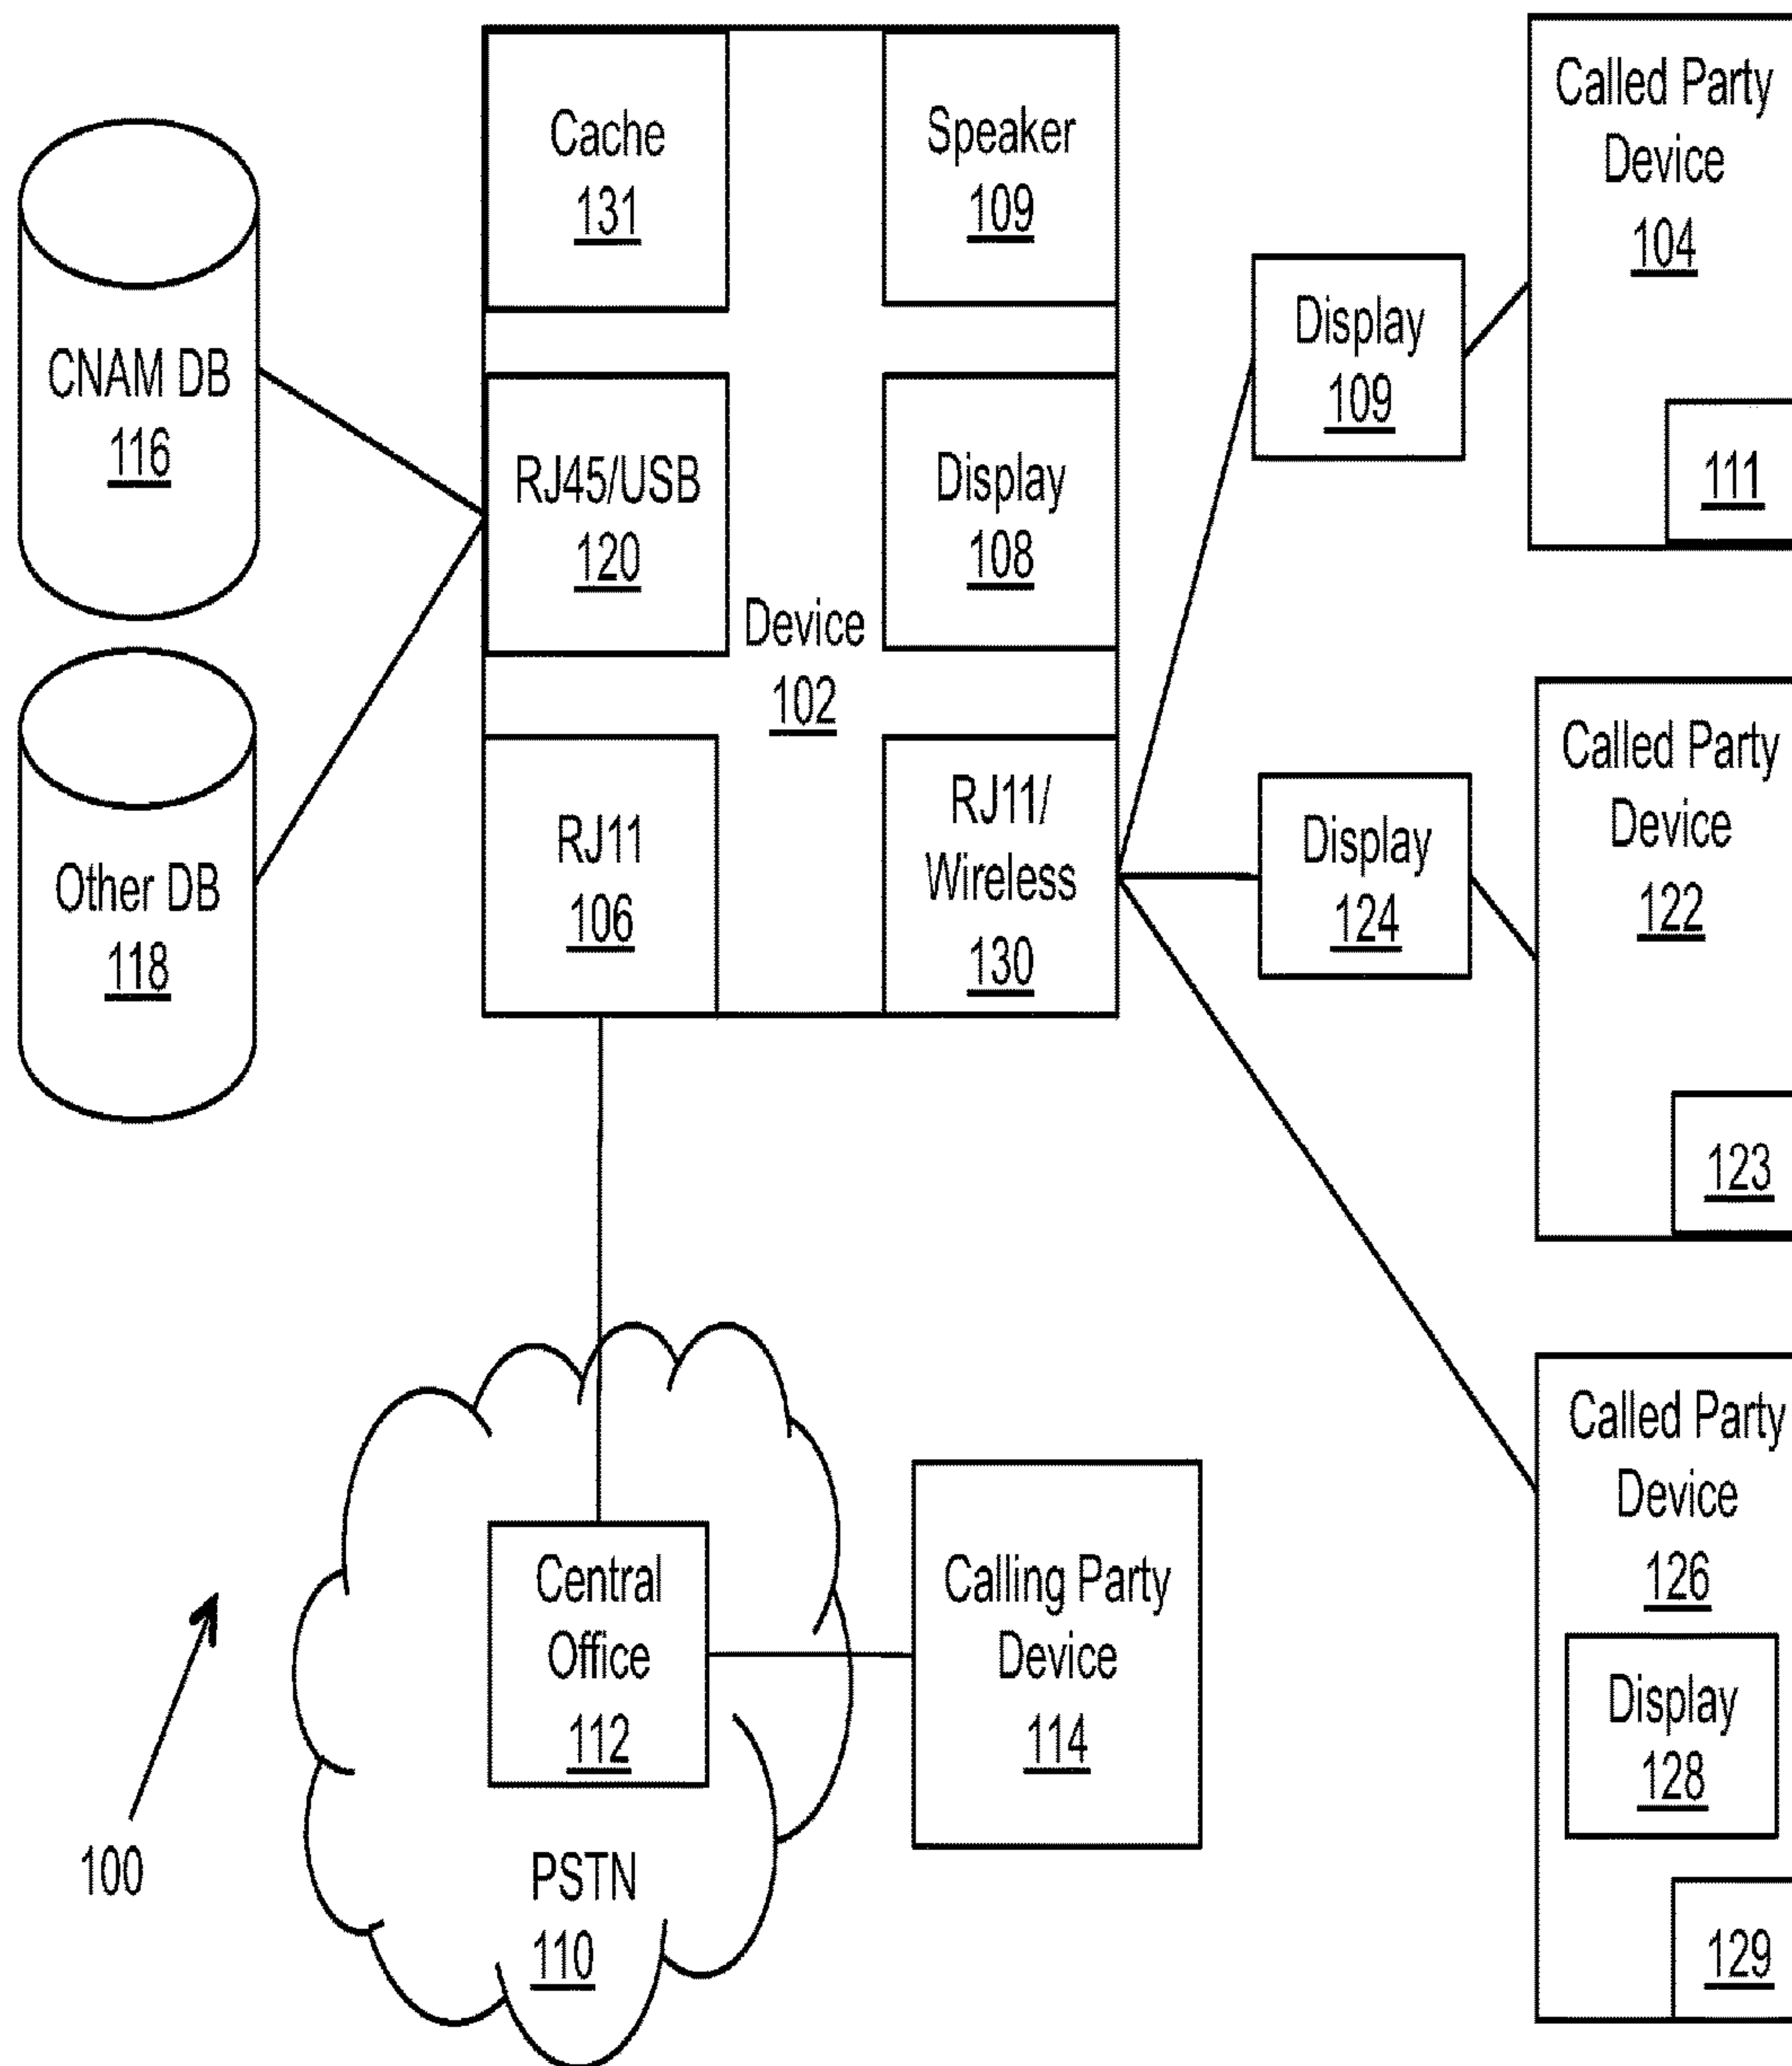 CNAM DB
116
Other DB
118
Cache
131
Speaker
109
RJ45/USB
120
Display
108
Device
102
RJ11
106
RJ11/
Wireless
130
Display
109
Called Party
Device
104
111
Display
124
Called Party
Device
122
123
Called Party
Device
126
Display
128
129
Central
Office
112
PSTN
110
Calling Party
Device
114
100